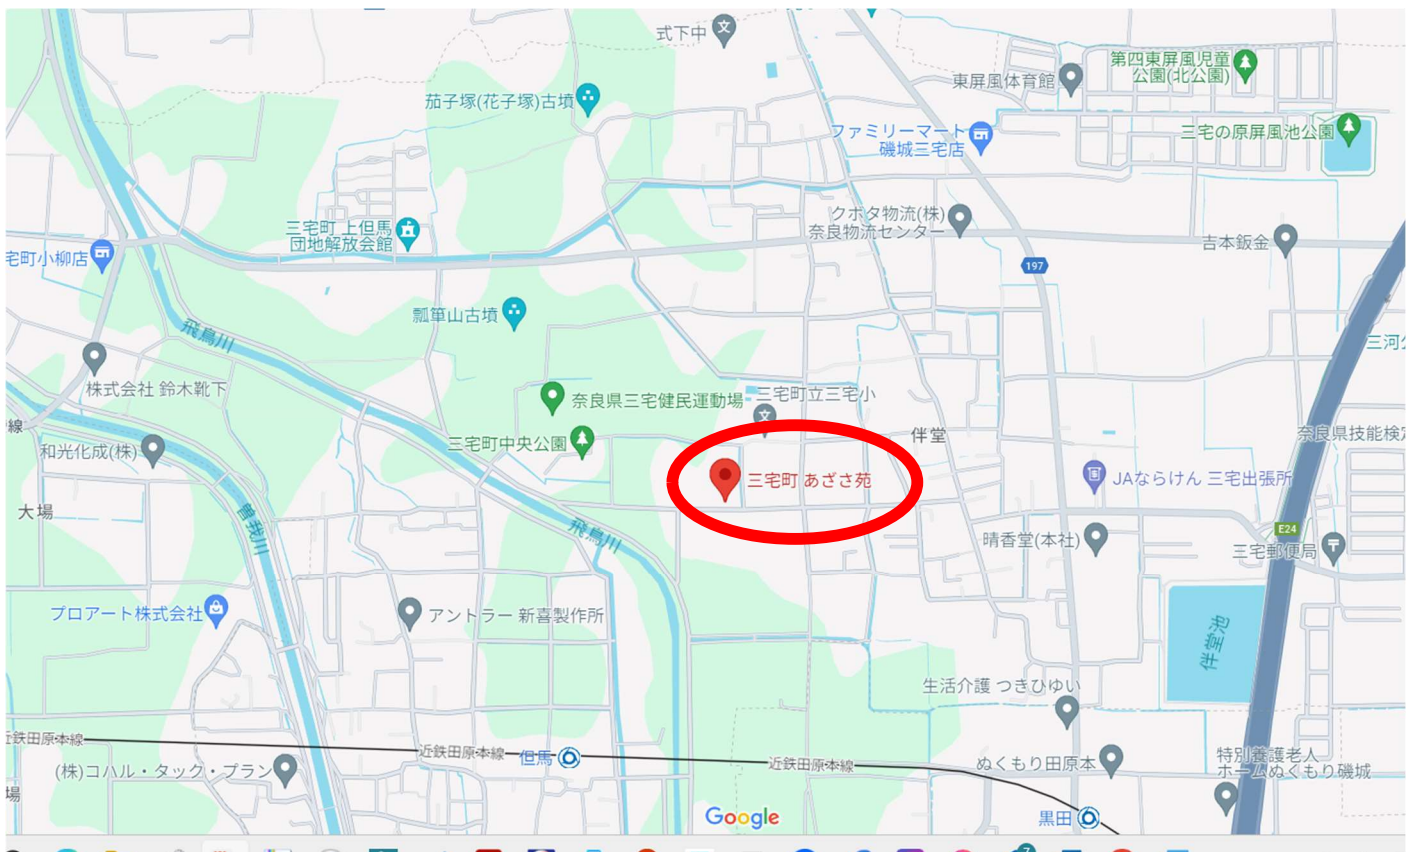 式下中
東屏風体育館
第四東屏風児童
公園(北公園)
茄子塚(花子塚)古墳
ファミリーマート
磯城三宅店
三宅の原屏風池公園
三宅町 上但馬
団地解放会館
クボタ物流(株)
奈良物流センター
吉本鈑金
宅町小柳店
197
瓢箪山古墳
飛鳥川
三河
株式会社 鈴木靴下
奈良県三宅健民運動場
三宅町立三宅小
線
和光化成(株)
三宅町中央公園
伴堂
奈良県技能検定
三宅町 あざさ苑
JAならけん 三宅出張所
大場
曽我川
飛鳥川
晴香堂(本社)
E24
三宅郵便局
プロアート株式会社
アントラー 新喜製作所
伴堂池
生活介護 つきひゆい
近鉄田原本線
近鉄田原本線
但馬
近鉄田原本線
ぬくもり田原本
特別養護老人
ホームぬくもり磯城
(株)コハル・タック・プラン
場
Google
黒田
7